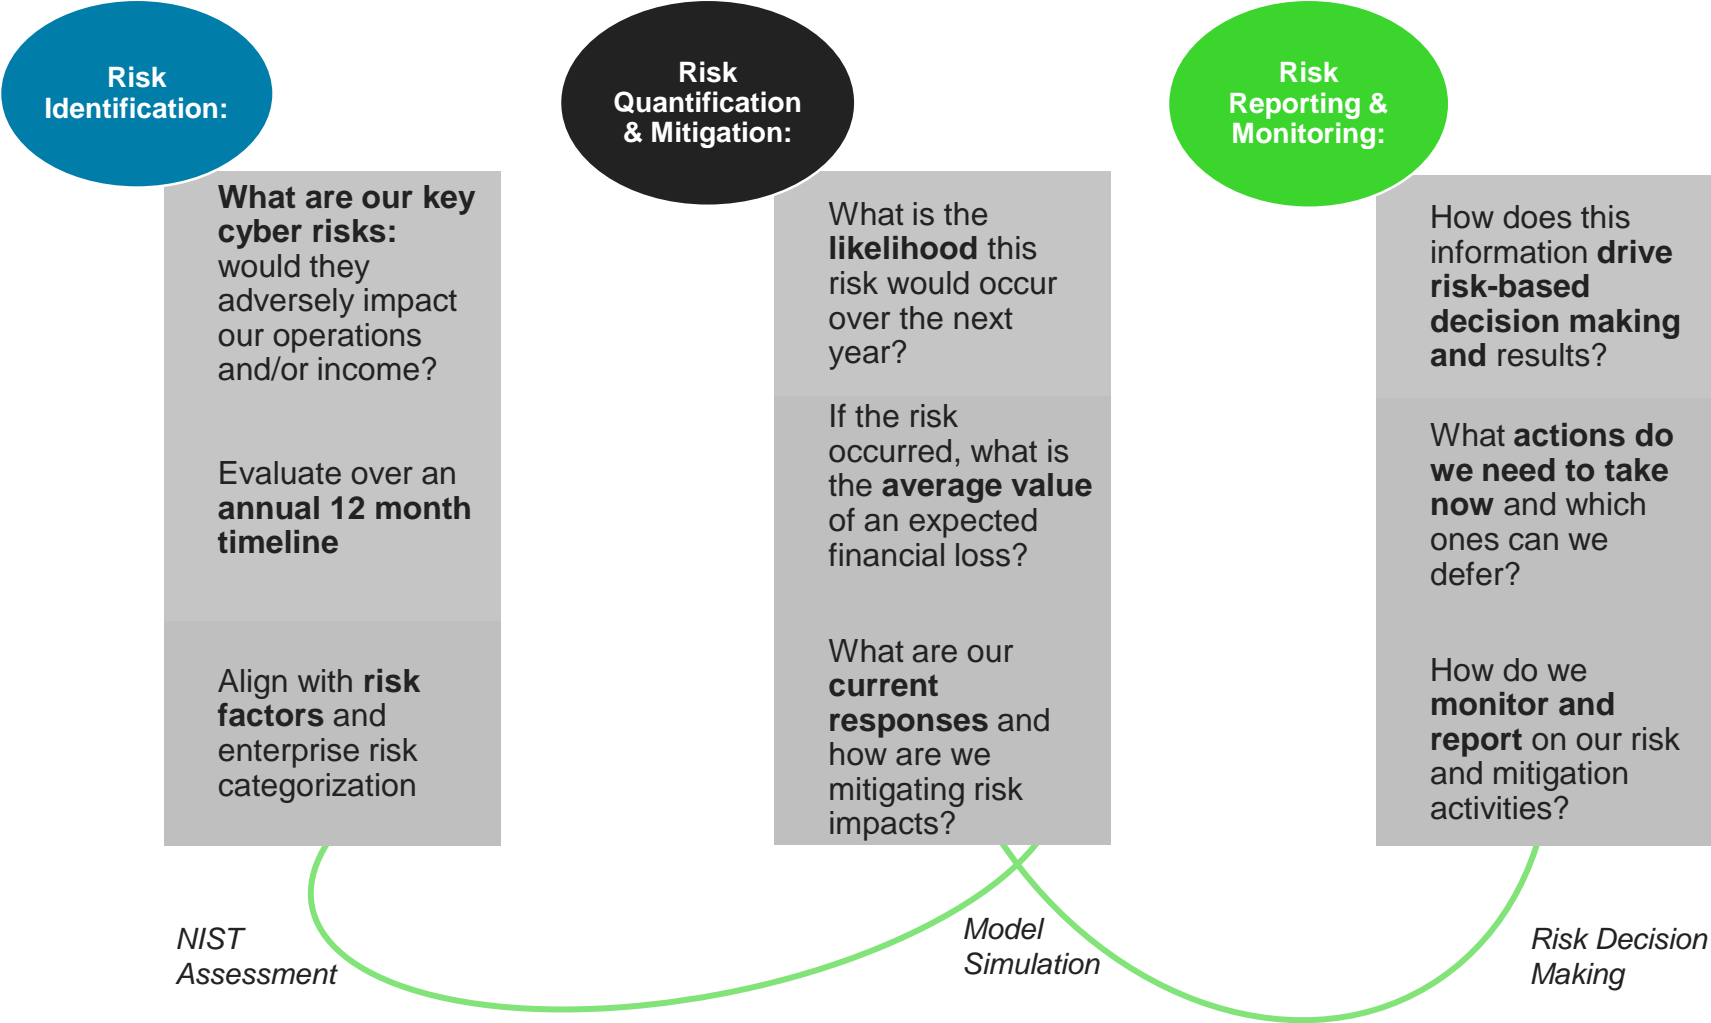 Risk
Identification:
What are our key
cyber risks:
would they
adversely impact
our operations
and/or income?
Evaluate over an
annual 12 month
timeline
Align with risk
factors and
enterprise risk
categorization
NIST
Assessment
Risk
Quantification
& Mitigation:
What is the
likelihood this
risk would occur
over the next
year?
If the risk
occurred, what is
the average value
of an expected
financial loss?
What are our
current
responses and
how are we
mitigating risk
impacts?
Model
Simulation
Risk
Reporting &
Monitoring:
How does this
information drive
risk-based
decision making
and results?
What actions do
we need to take
now and which
ones can we
defer?
How do we
monitor and
report on our risk
and mitigation
activities?
Risk Decision
Making